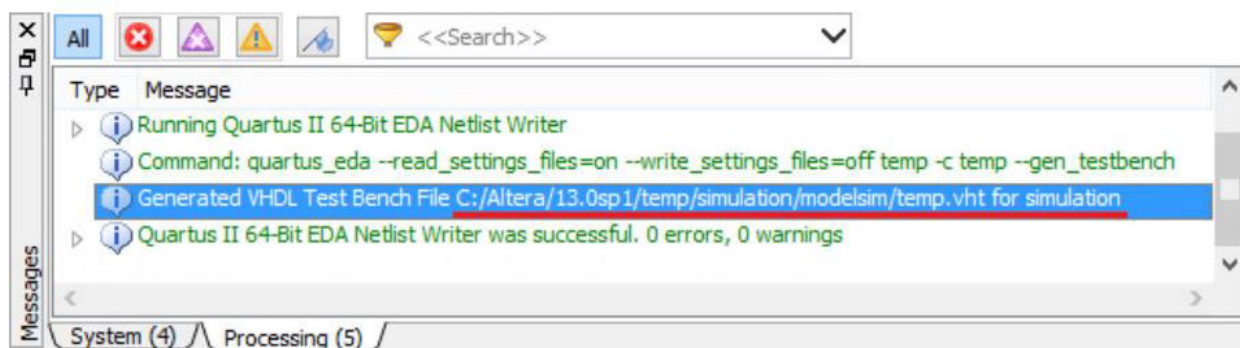 All
<<Search>>
Type Message
Running Quartus II 64-Bit EDA Netlist Writer
Command: quartus_eda --read_settings_files=on --write_settings_files=off temp -c temp --gen_testbench
Generated VHDL Test Bench File C:/Altera/13.0sp1/temp/simulation/modelsim/temp.vht for simulation
Quartus II 64-Bit EDA Netlist Writer was successful. 0 errors, 0 warnings
Messages
System (4) Processing (5)